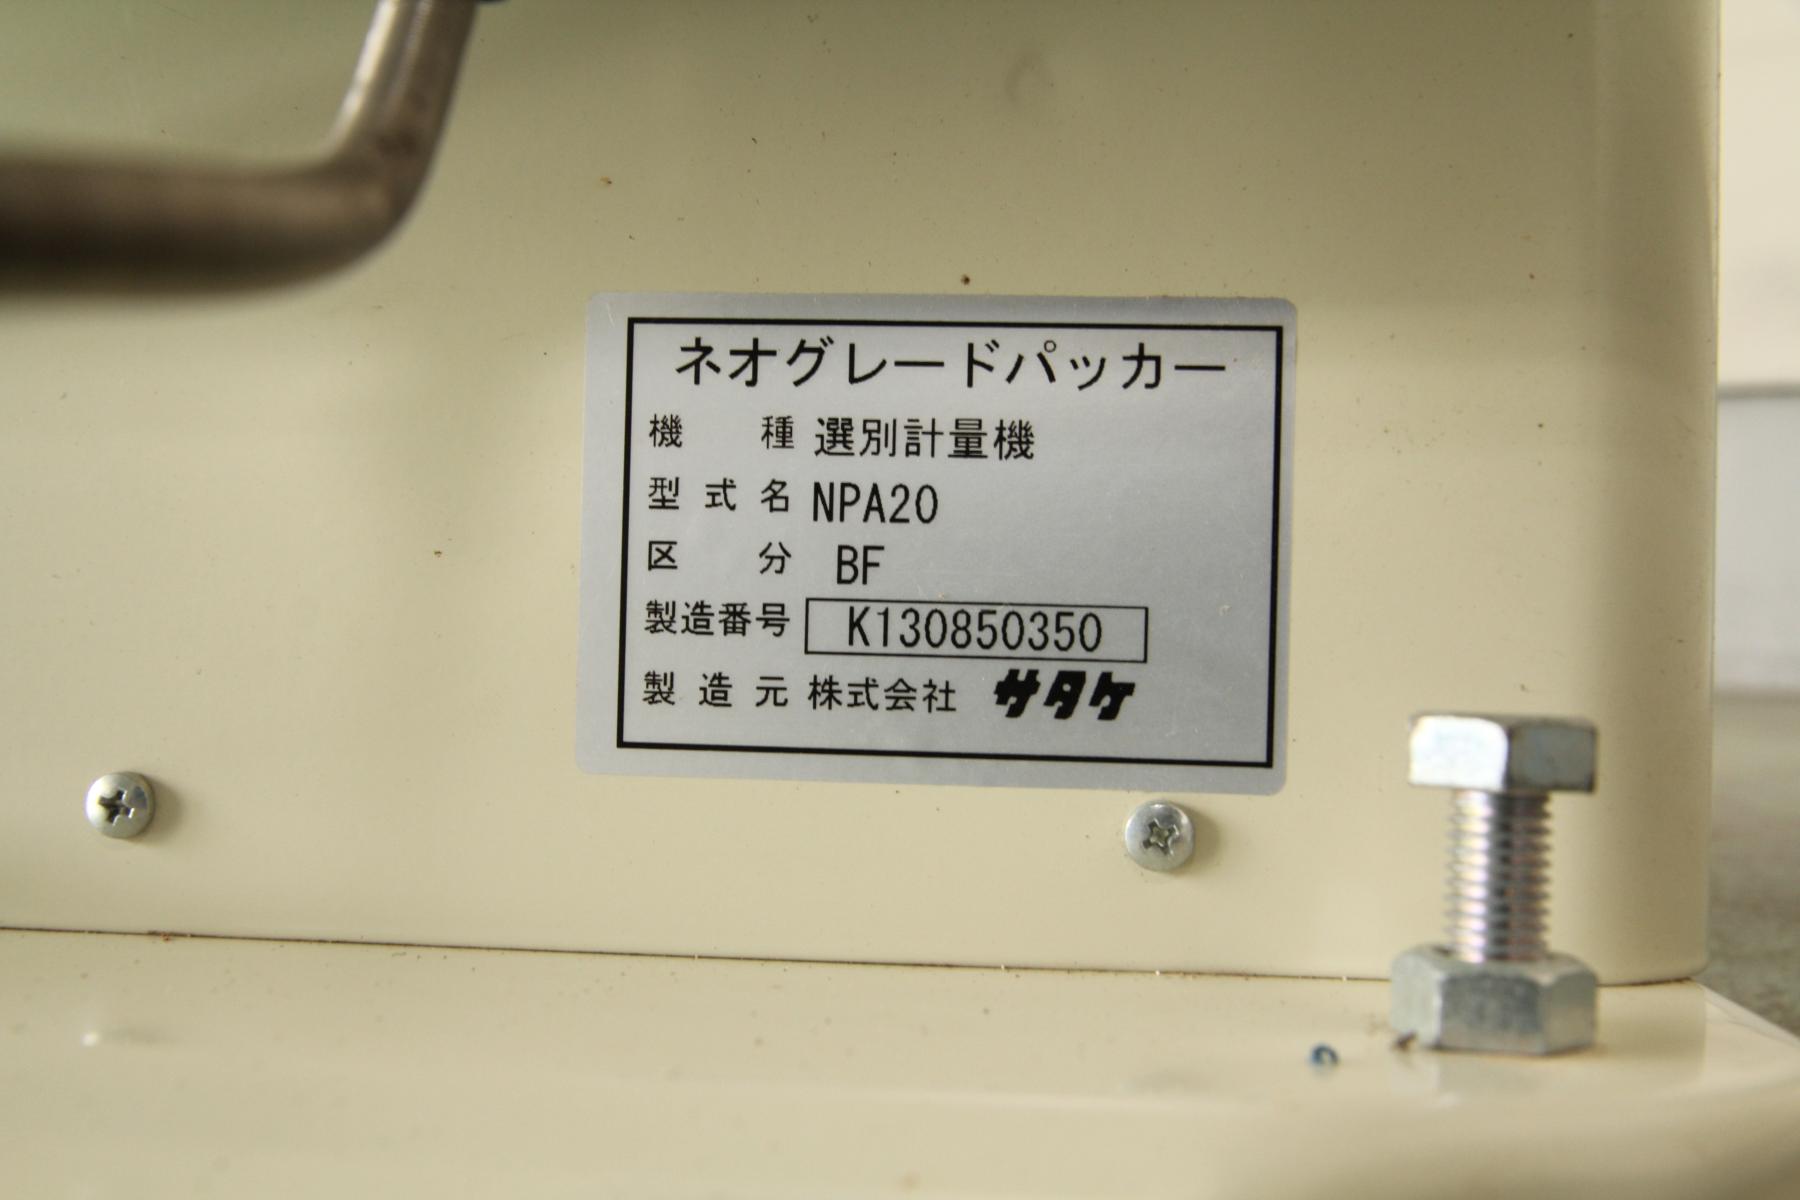 ネオグレードパッカー
機種 選別計量機
型式名 NPA20
区分 BF
製造番号 K130850350
製造元 株式会社 サタケ